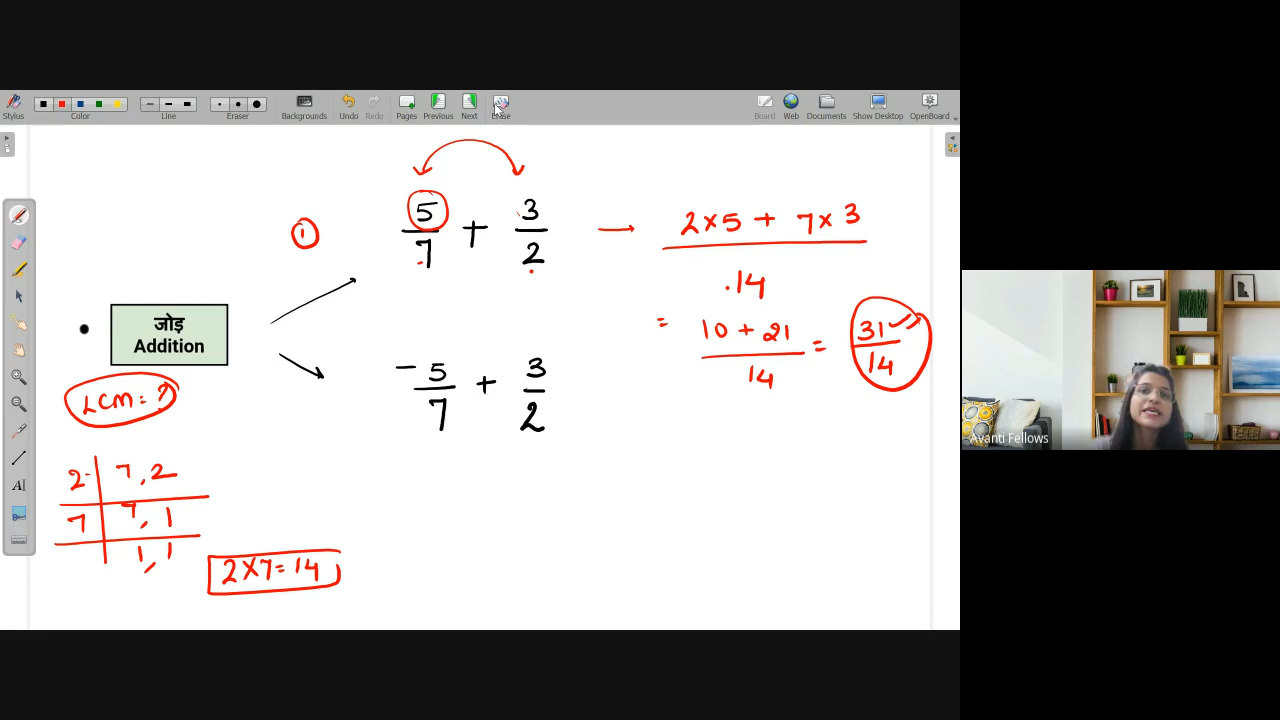 Stylus
Color
Line
Eraser
Backgrounds
Undo
Redo
Pages
Previous
Next
Erase
Board
Web
Documents
Show Desktop
OpenBoard
①
5/7 + 3/2 → 2×5 + 7×3 / .14
= 10 + 21 / 14 = 31/14
जोड़
Addition
-5/7 + 3/2
LCM = ?
2 | 7, 2
7 | 7, 1
1, 1
2×7=14
Avanti Fellows